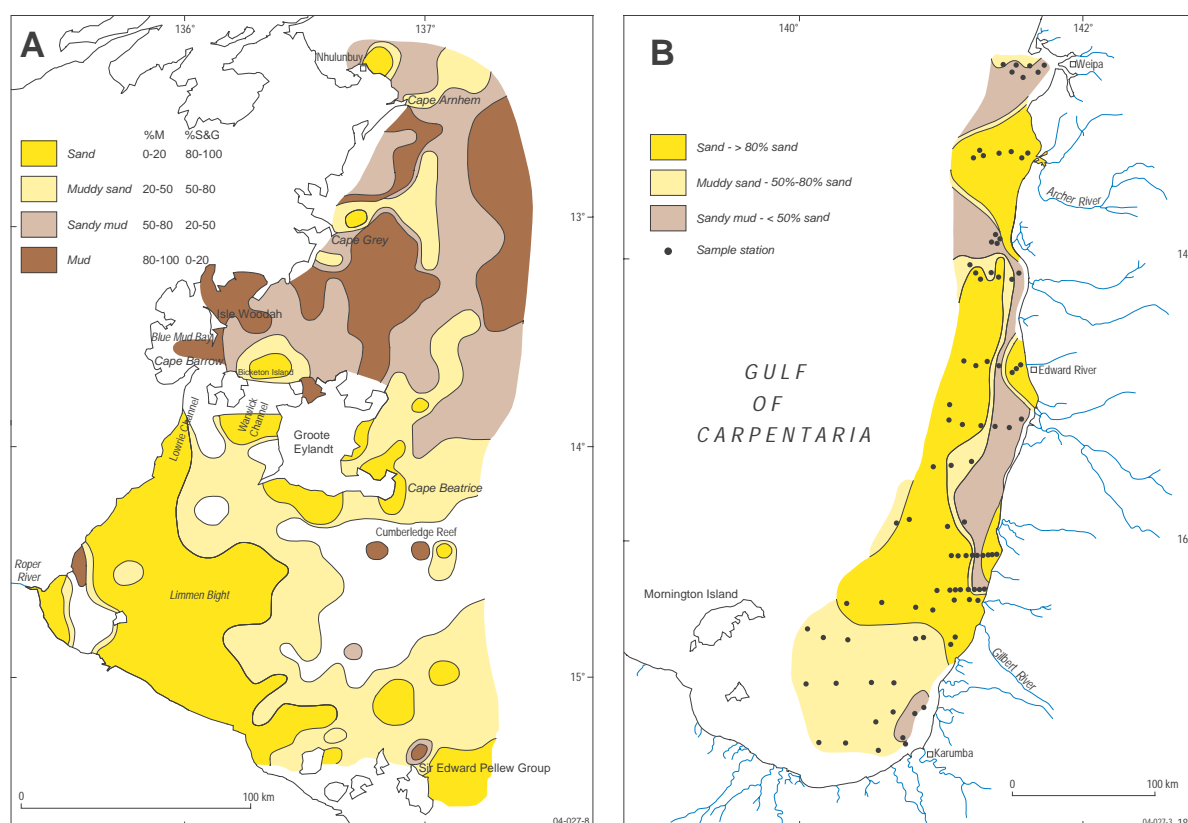 A
136°
137°
Nhulunbuy
Cape Arnhem
%M %S&G
Sand 0-20 80-100
Muddy sand 20-50 50-80
Sandy mud 50-80 20-50
Mud 80-100 0-20
13°
Cape Grey
Isle Woodah
Blue Mud Bay
Cape Barrow
Bicketon Island
Lowrie Channel
Warwick Channel
Groote
Eylandt
14°
Cape Beatrice
Cumberledge Reef
Roper
River
Limmen Bight
15°
Sir Edward Pellew Group
0 100 km
04-027-8
B
140°
142°
Weipa
Sand - > 80% sand
Muddy sand - 50%-80% sand
Sandy mud - < 50% sand
Sample station
Archer River
14
Edward River
GULF
OF
CARPENTARIA
16
Mornington Island
Gilbert River
Karumba
0 100 km
04-027-3
18